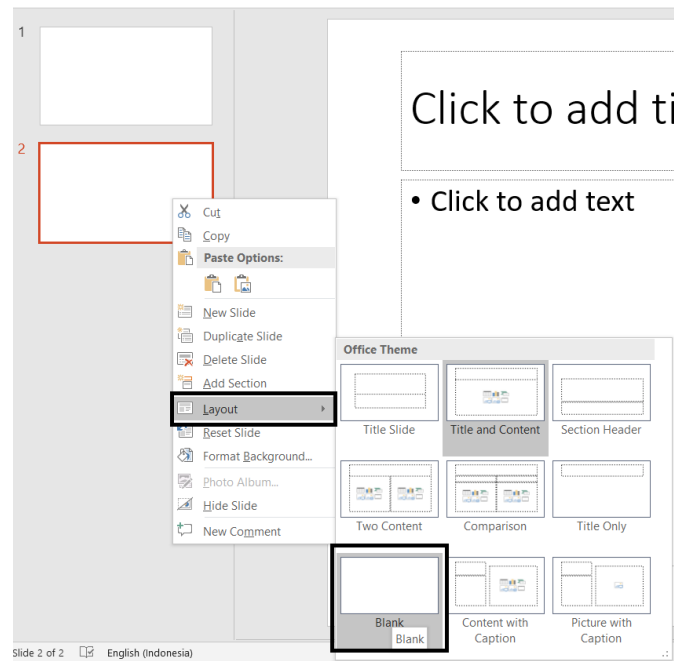 1
2
Click to add ti
• Click to add text
Cut
Copy
Paste Options:
New Slide
Duplicate Slide
Delete Slide
Add Section
Layout
Reset Slide
Format Background...
Photo Album...
Hide Slide
New Comment
Office Theme
Title Slide
Title and Content
Section Header
Two Content
Comparison
Title Only
Blank
Content with
Caption
Picture with
Caption
Blank
Slide 2 of 2 English (Indonesia)